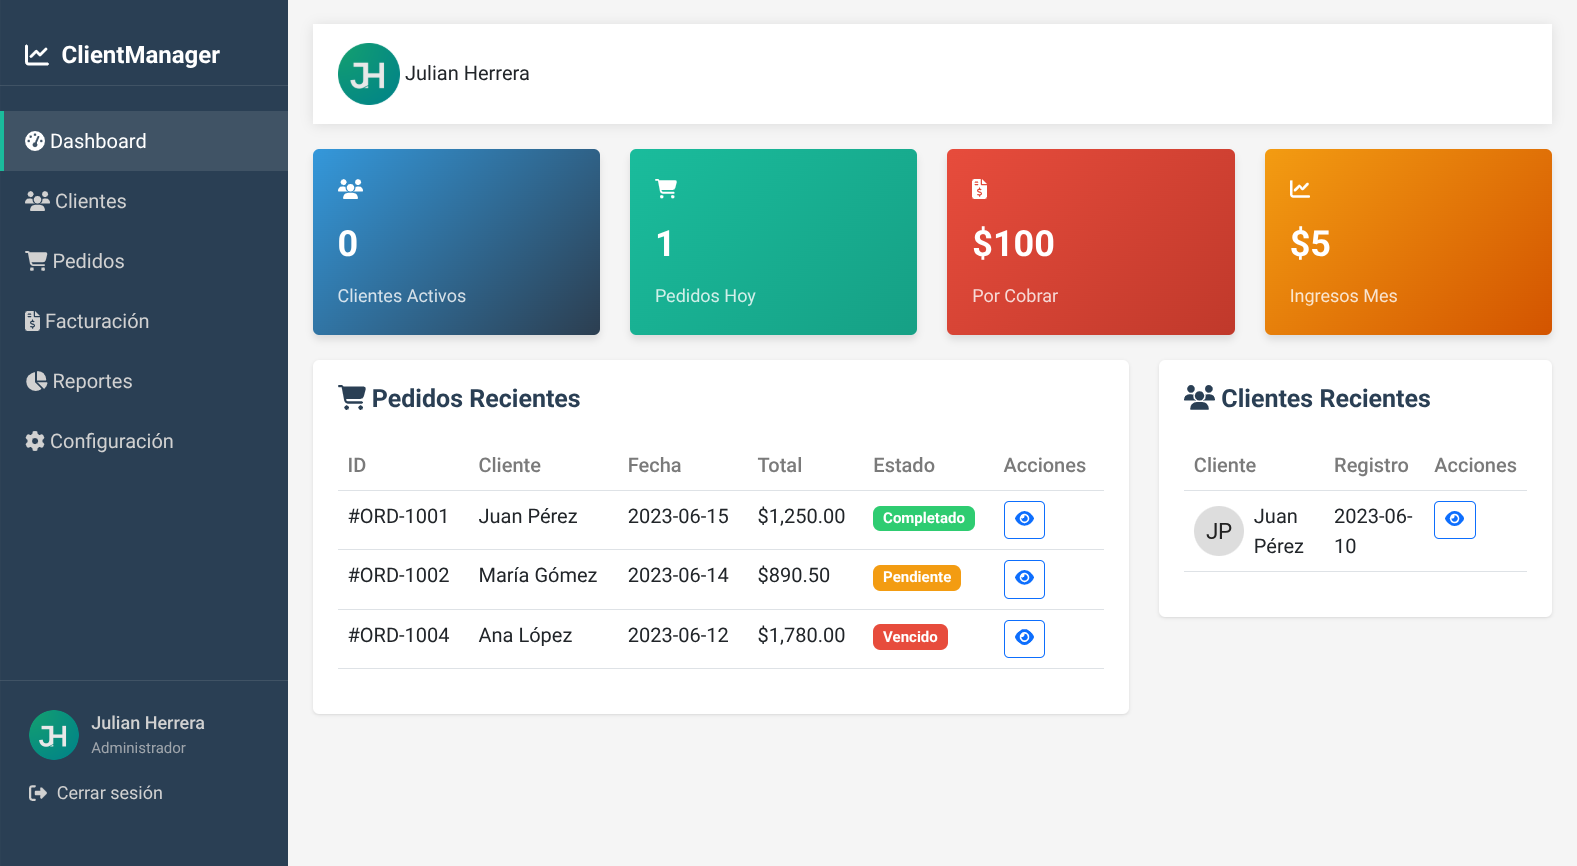 ClientManager
Dashboard
Clientes
Pedidos
Facturación
Reportes
Configuración
JH Julian Herrera
Administrador
Cerrar sesión
JH Julian Herrera
0
Clientes Activos
1
Pedidos Hoy
$100
Por Cobrar
$5
Ingresos Mes
Pedidos Recientes
ID Cliente Fecha Total Estado Acciones
#ORD-1001 Juan Pérez 2023-06-15 $1,250.00 Completado
#ORD-1002 María Gómez 2023-06-14 $890.50 Pendiente
#ORD-1004 Ana López 2023-06-12 $1,780.00 Vencido
Clientes Recientes
Cliente Registro Acciones
JP Juan 2023-06-
Pérez 10